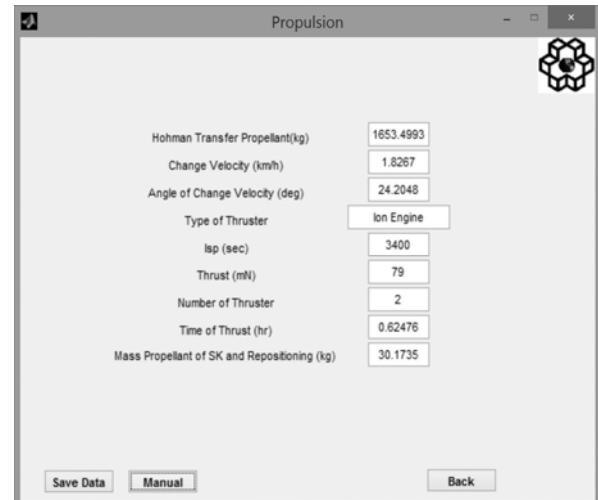 Propulsion
Hohman Transfer Propellant(kg) 1653.4993
Change Velocity (km/h) 1.8267
Angle of Change Velocity (deg) 24.2048
Type of Thruster Ion Engine
Isp (sec) 3400
Thrust (mN) 79
Number of Thruster 2
Time of Thrust (hr) 0.62476
Mass Propellant of SK and Repositioning (kg) 30.1735
Save Data Manual Back